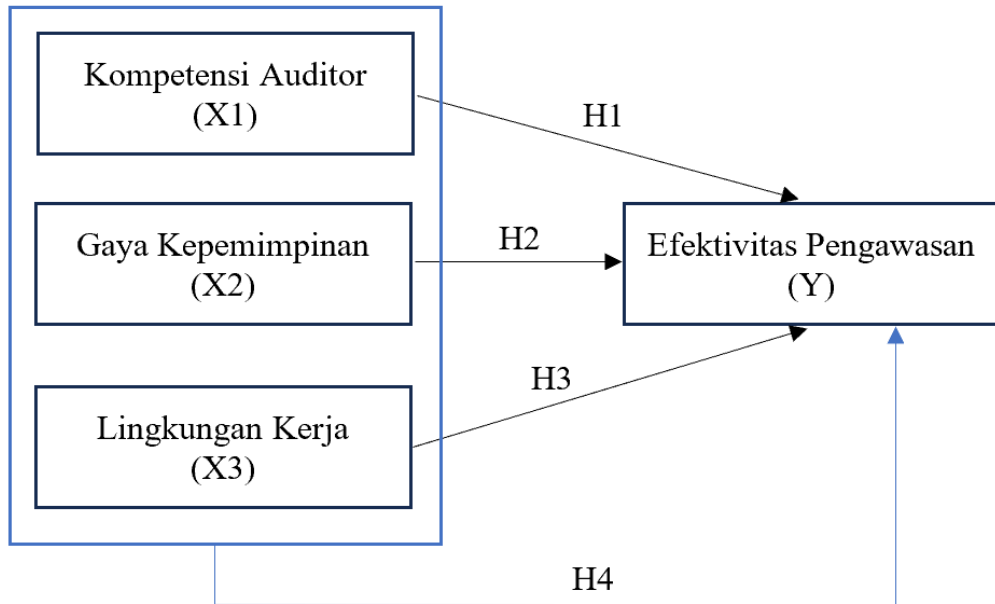 Kompetensi Auditor
(X1)
H1
Gaya Kepemimpinan
(X2)
H2
Efektivitas Pengawasan
(Y)
H3
Lingkungan Kerja
(X3)
H4